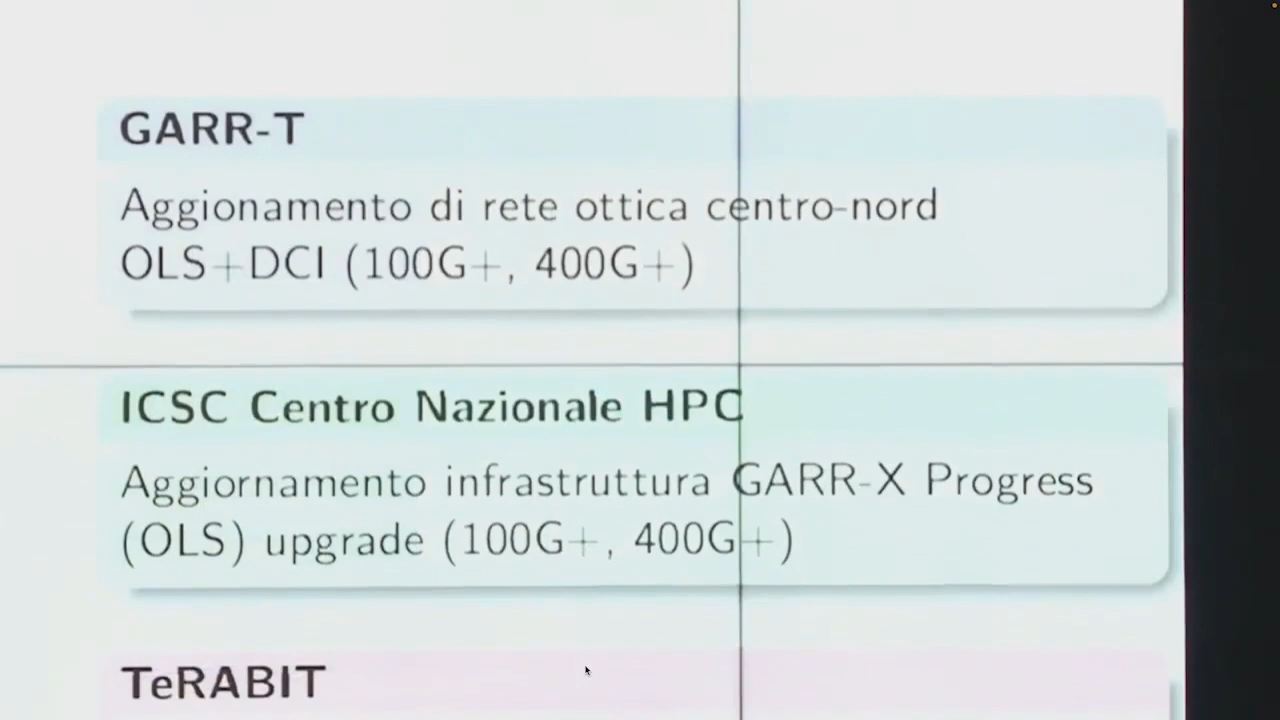 GARR-T
Aggionamento di rete ottica centro-nord
OLS+DCI (100G+, 400G+)
ICSC Centro Nazionale HPC
Aggiornamento infrastruttura GARR-X Progress
(OLS) upgrade (100G+, 400G+)
TeRABIT